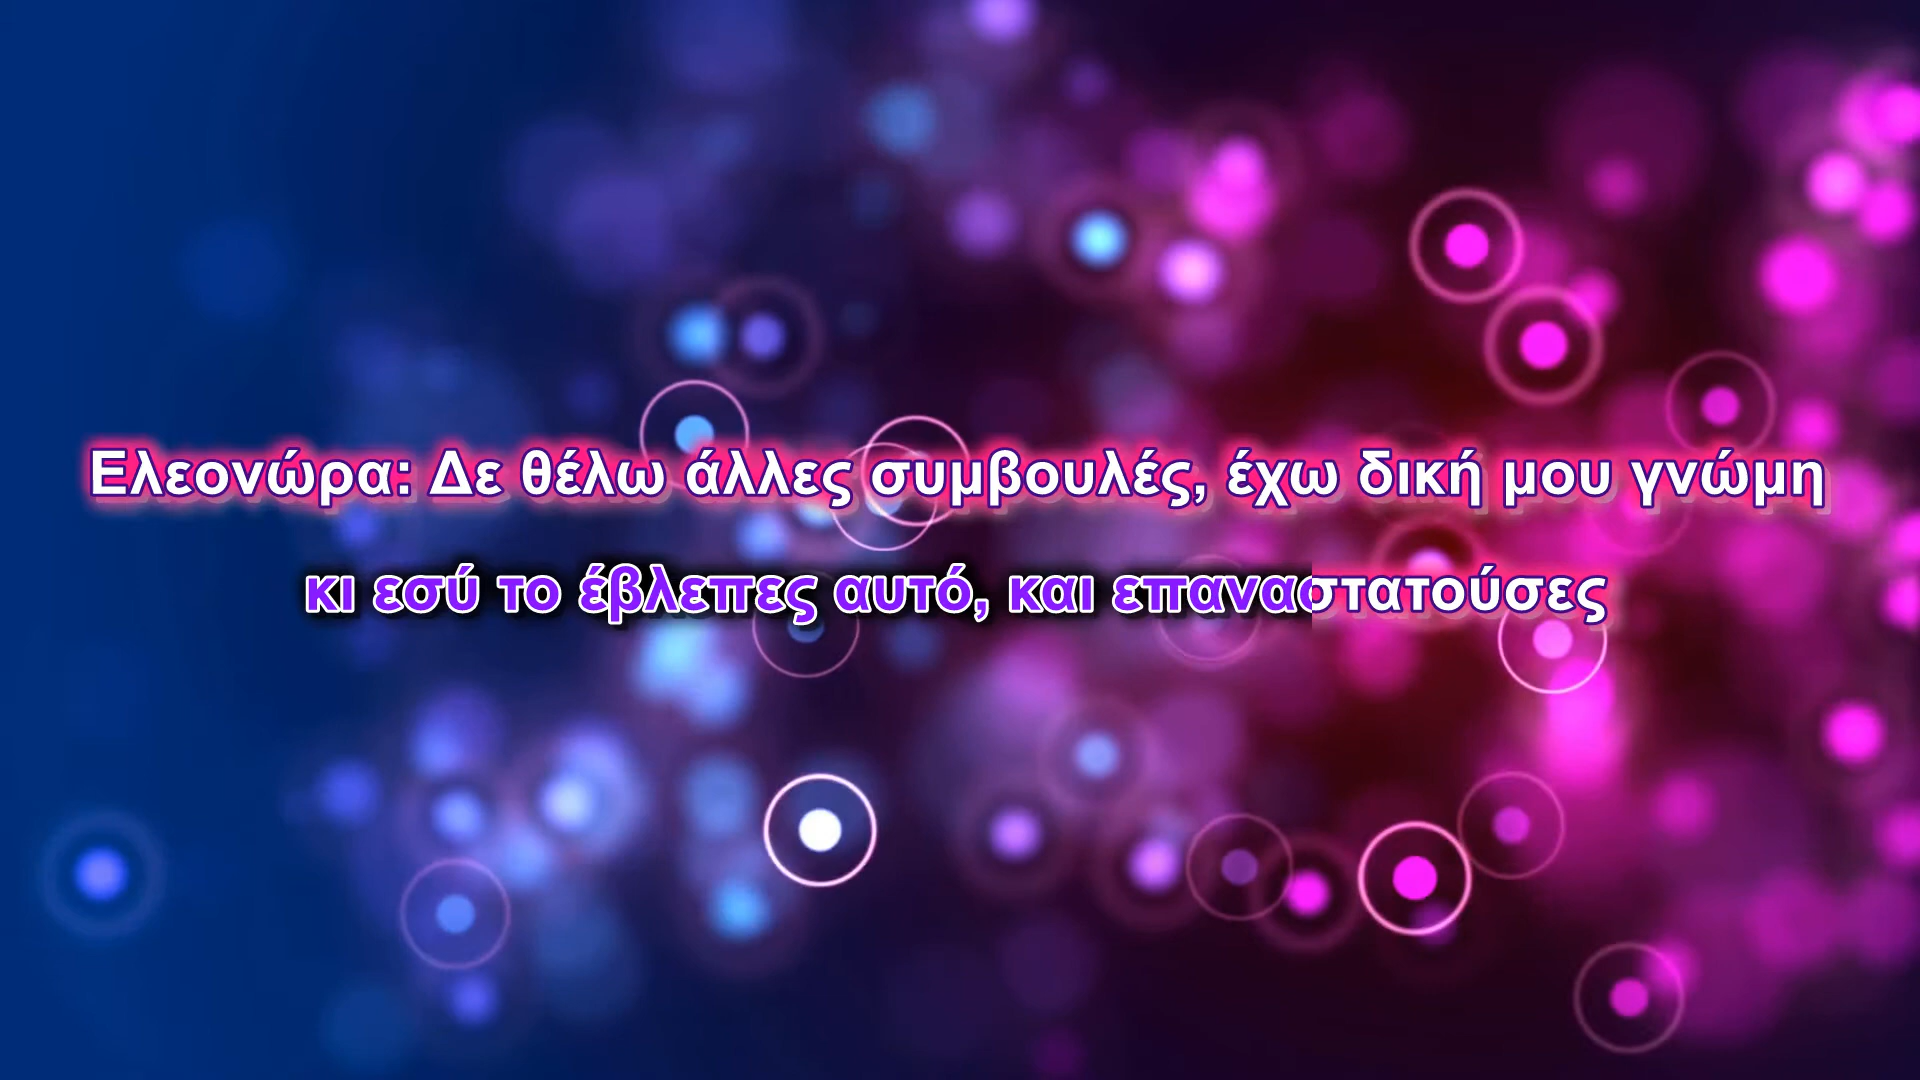 Ελεονώρα: Δε θέλω άλλες συμβουλές, έχω δική μου γνώμη
κι εσύ το έβλεπες αυτό, και επαναστατούσες